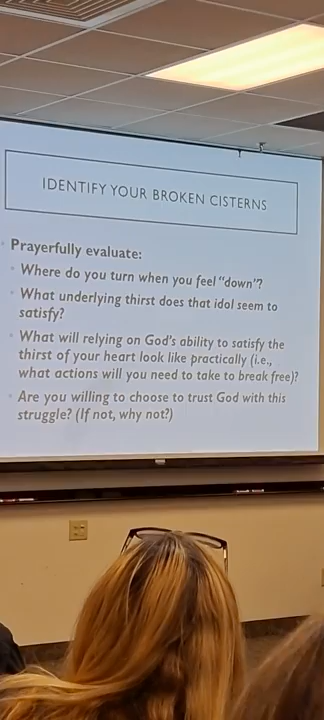 IDENTIFY YOUR BROKEN CISTERNS
Prayerfully evaluate:
Where do you turn when you feel "down"?
What underlying thirst does that idol seem to
satisfy?
What will relying on God's ability to satisfy the
thirst of your heart look like practically (i.e.,
what actions will you need to take to break free)?
Are you willing to choose to trust God with this
struggle? (If not, why not?)